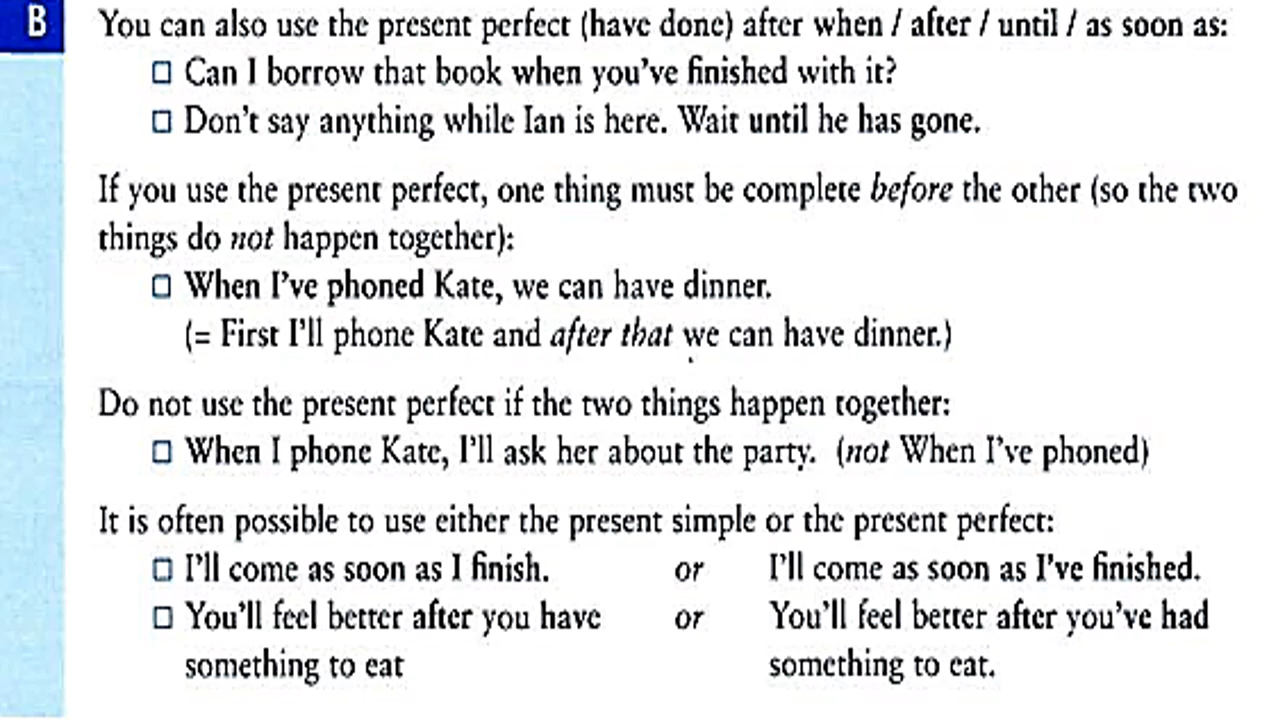 B You can also use the present perfect (have done) after when / after / until / as soon as:
Can I borrow that book when you've finished with it?
Don't say anything while Ian is here. Wait until he has gone.
If you use the present perfect, one thing must be complete before the other (so the two
things do not happen together):
When I've phoned Kate, we can have dinner.
(= First I'll phone Kate and after that we can have dinner.)
Do not use the present perfect if the two things happen together:
When I phone Kate, I'll ask her about the party. (not When I've phoned)
It is often possible to use either the present simple or the present perfect:
I'll come as soon as I finish. or I'll come as soon as I've finished.
You'll feel better after you have or You'll feel better after you've had
something to eat something to eat.